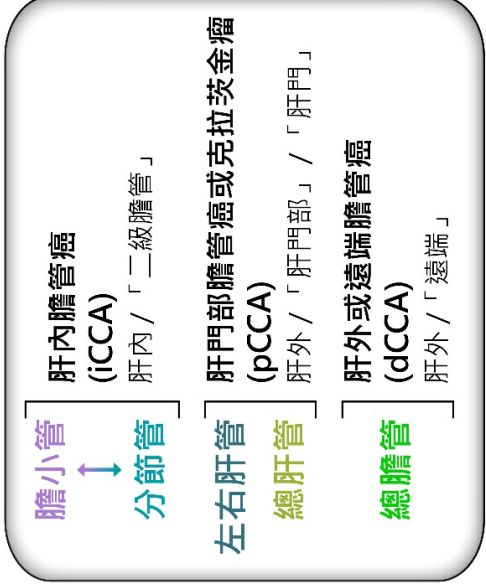 膽小管
分節管
肝內膽管癌
(iCCA)
肝內 /「二級膽管」
左右肝管
總肝管
肝門部膽管癌或克拉茨金瘤
(pCCA)
肝外 /「肝門部」/「肝門」
總膽管
肝外或遠端膽管癌
(dCCA)
肝外 /「遠端」